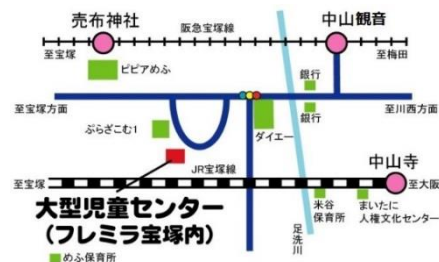 売布神社
阪急宝塚線
中山観音
至宝塚
至梅田
ピピアめふ
銀行
至宝塚方面
至川西方面
銀行
ぷらざこむ1
ダイエー
JR宝塚線
中山寺
至宝塚
至大阪
大型児童センター
(フレミラ宝塚内)
米谷
保育所
まいたに
人権文化センター
足洗川
めふ保育所